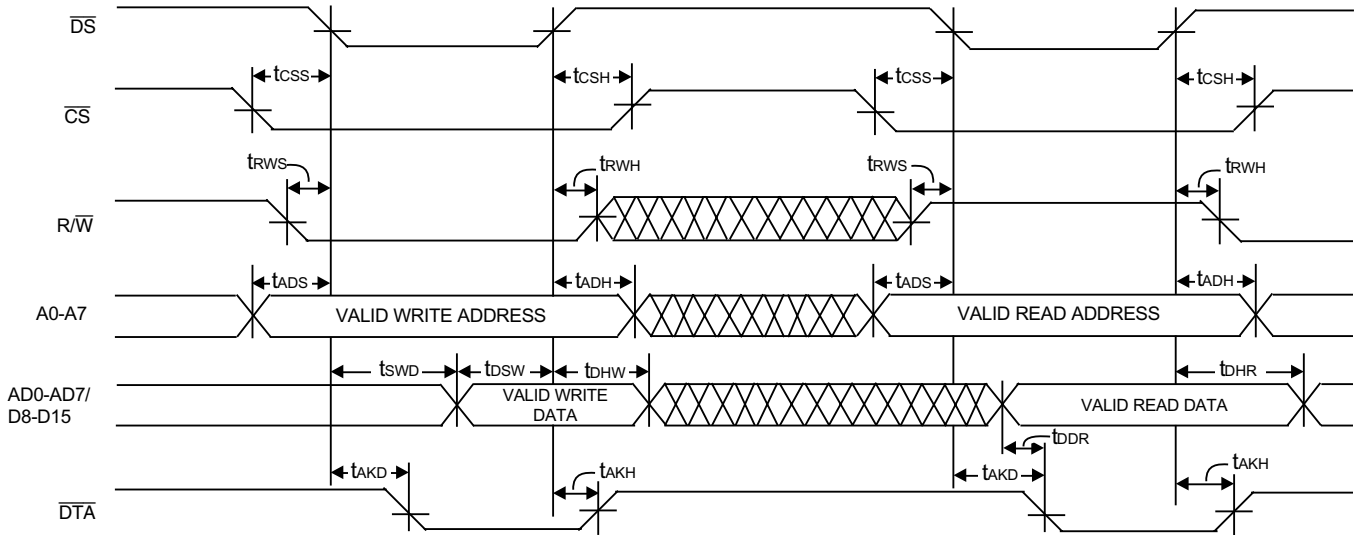 DS
tCSS tCSH tCSS tCSH
CS
tRWS tRWH tRWS tRWH
R/W
tADS tADH tADS tADH
A0-A7 VALID WRITE ADDRESS VALID READ ADDRESS
tSWD tDSW tDHW tDHR
AD0-AD7/
D8-D15
VALID WRITE
DATA
VALID READ DATA
tDDR
tAKD tAKH tAKD tAKH
DTA